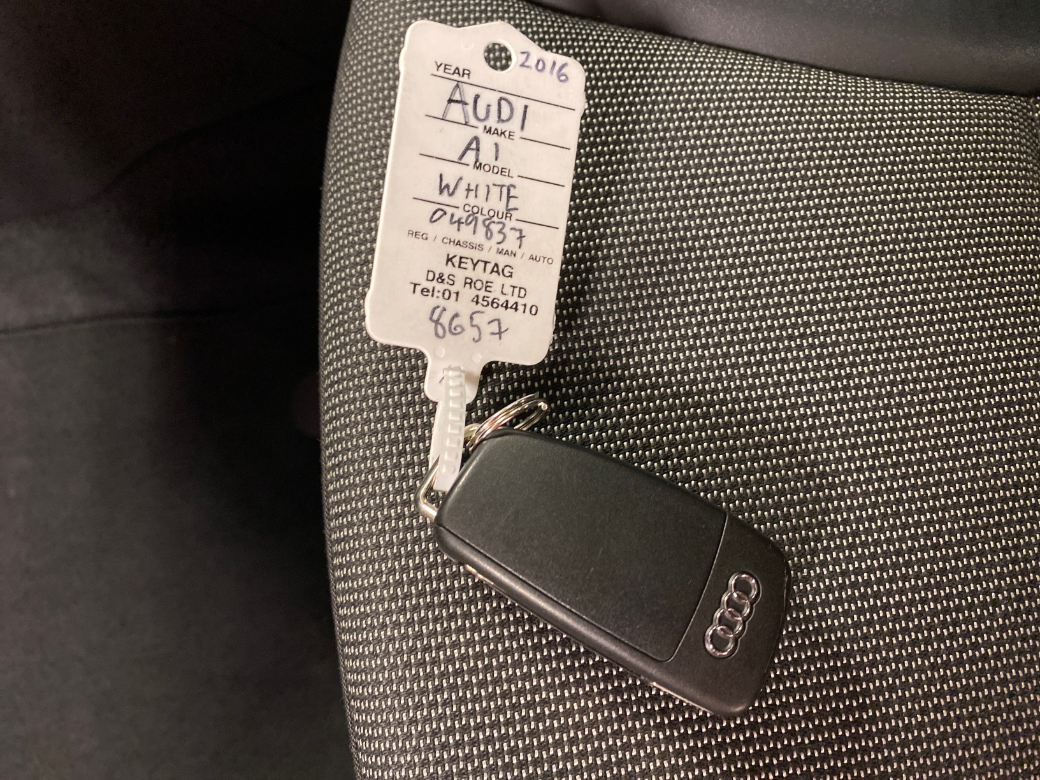 2016
YEAR
AUDI
MAKE
A1
MODEL
WHITE
COLOUR
049837
REG / CHASSIS / MAN / AUTO
KEYTAG
D&S ROE LTD
Tel:01 4564410
8657